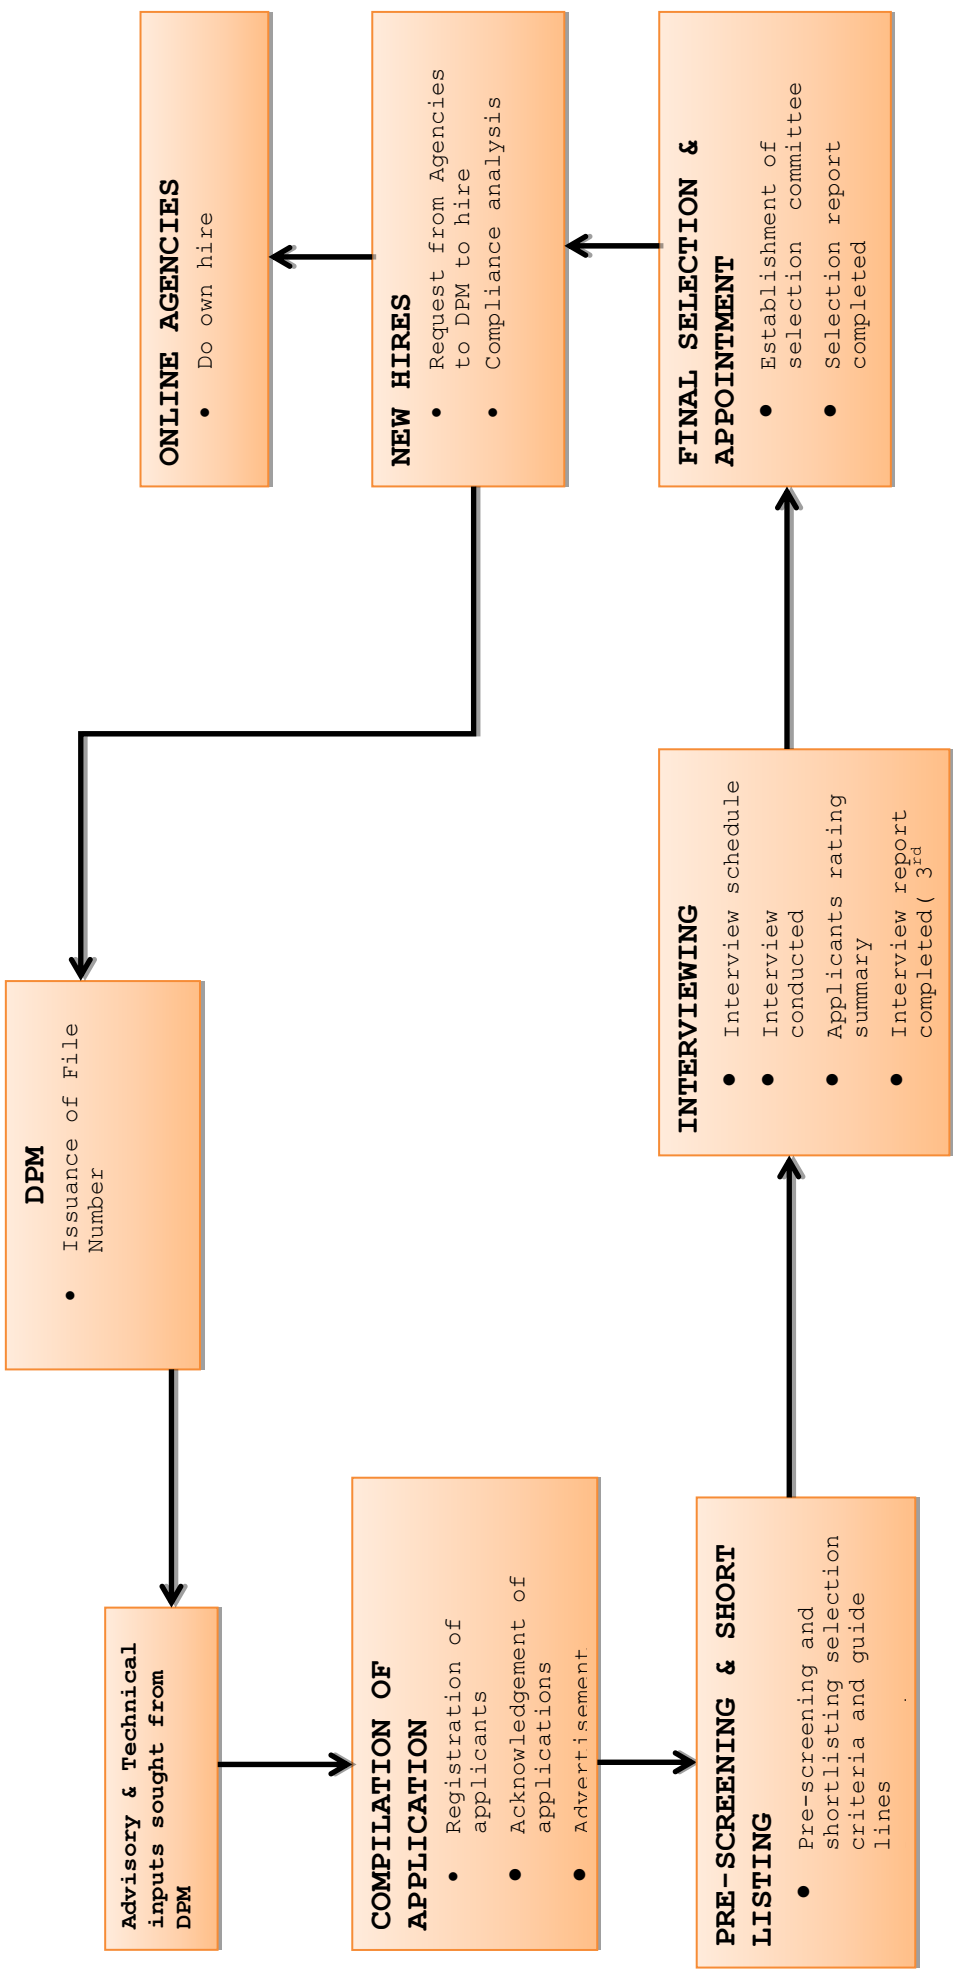 Advisory & Technical
inputs sought from
DPM
DPM
• Issuance of File
Number
ONLINE AGENCIES
• Do own hire
COMPILATION OF
APPLICATION
• Registration of
applicants
• Acknowledgement of
applications
• Advertisement
NEW HIRES
• Request from Agencies
to DPM to hire
• Compliance analysis
PRE-SCREENING & SHORT
LISTING
• Pre-screening and
shortlisting selection
criteria and guide
lines
INTERVIEWING
• Interview schedule
• Interview
conducted
• Applicants rating
summary
• Interview report
completed( 3rd
FINAL SELECTION &
APPOINTMENT
• Establishment of
selection committee
• Selection report
completed